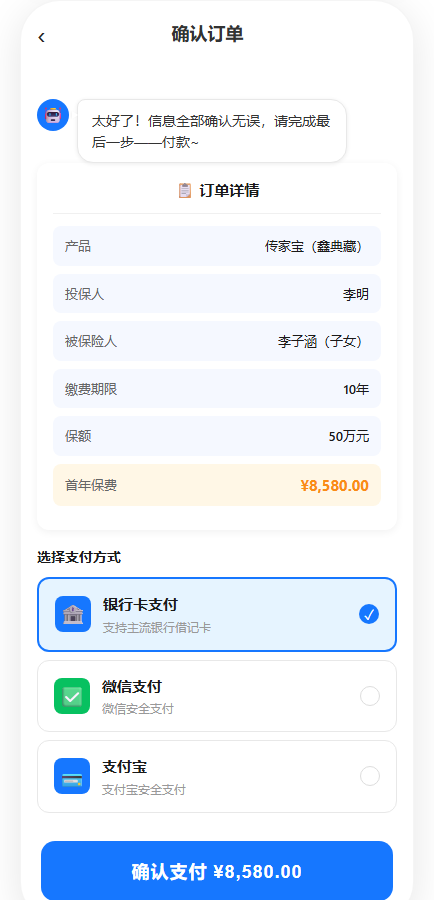 确认订单
太好了！信息全部确认无误，请完成最
后一步——付款~
订单详情
产品 传家宝（鑫典藏）
投保人 李明
被保险人 李子涵（子女）
缴费期限 10年
保额 50万元
首年保费 ¥8,580.00
选择支付方式
银行卡支付
支持主流银行借记卡
微信支付
微信安全支付
支付宝
支付宝安全支付
确认支付 ¥8,580.00